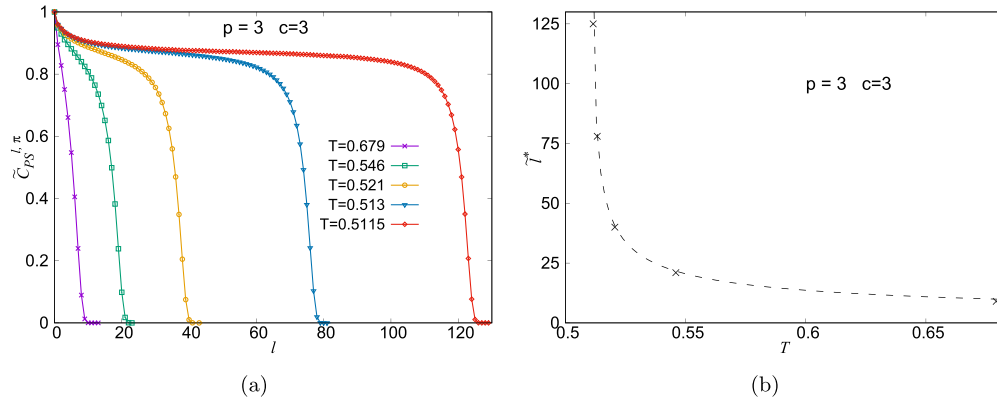 p = 3 c=3
C̃_PS^{l, π}
1
0.8
0.6
0.4
0.2
0
T=0.679
T=0.546
T=0.521
T=0.513
T=0.5115
0 20 40 60 80 100 120
l
(a)
p = 3 c=3
l̃*
125
100
75
50
25
0
0.5 0.55 0.6 0.65
T
(b)